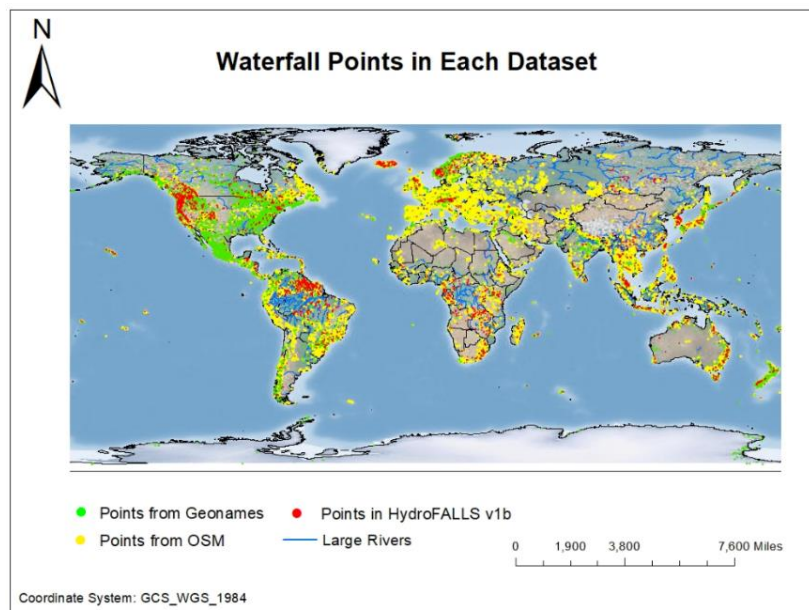 N
Waterfall Points in Each Dataset
Points from Geonames
Points in HydroFALLS v1b
Points from OSM
Large Rivers
0 1,900 3,800 7,600 Miles
Coordinate System: GCS_WGS_1984